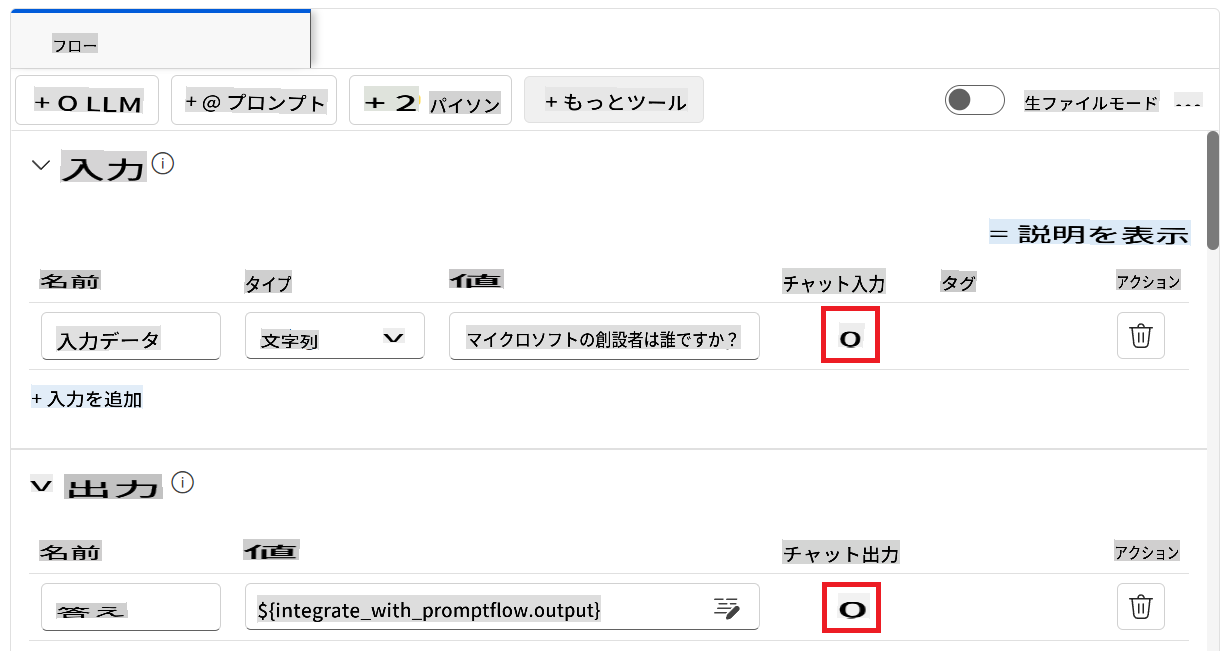 フロー
+ O LLM + @ プロンプト + 2 パイソン + もっとツール 生ファイルモード ...
入力
= 説明を表示
名前 タイプ 値 チャット入力 タグ アクション
入力データ 文字列 マイクロソフトの創設者は誰ですか? O
+ 入力を追加
出力
名前 値 チャット出力 アクション
答え ${integrate_with_promptflow.output} O